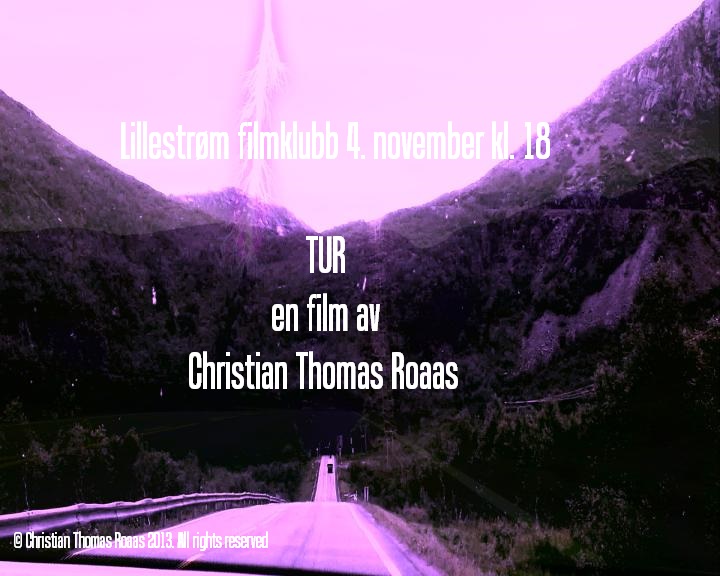 Lillestrøm filmklubb 4. november kl. 18
TUR
en film av
Christian Thomas Roaas
© Christian Thomas Roaas 2013. All rights reserved